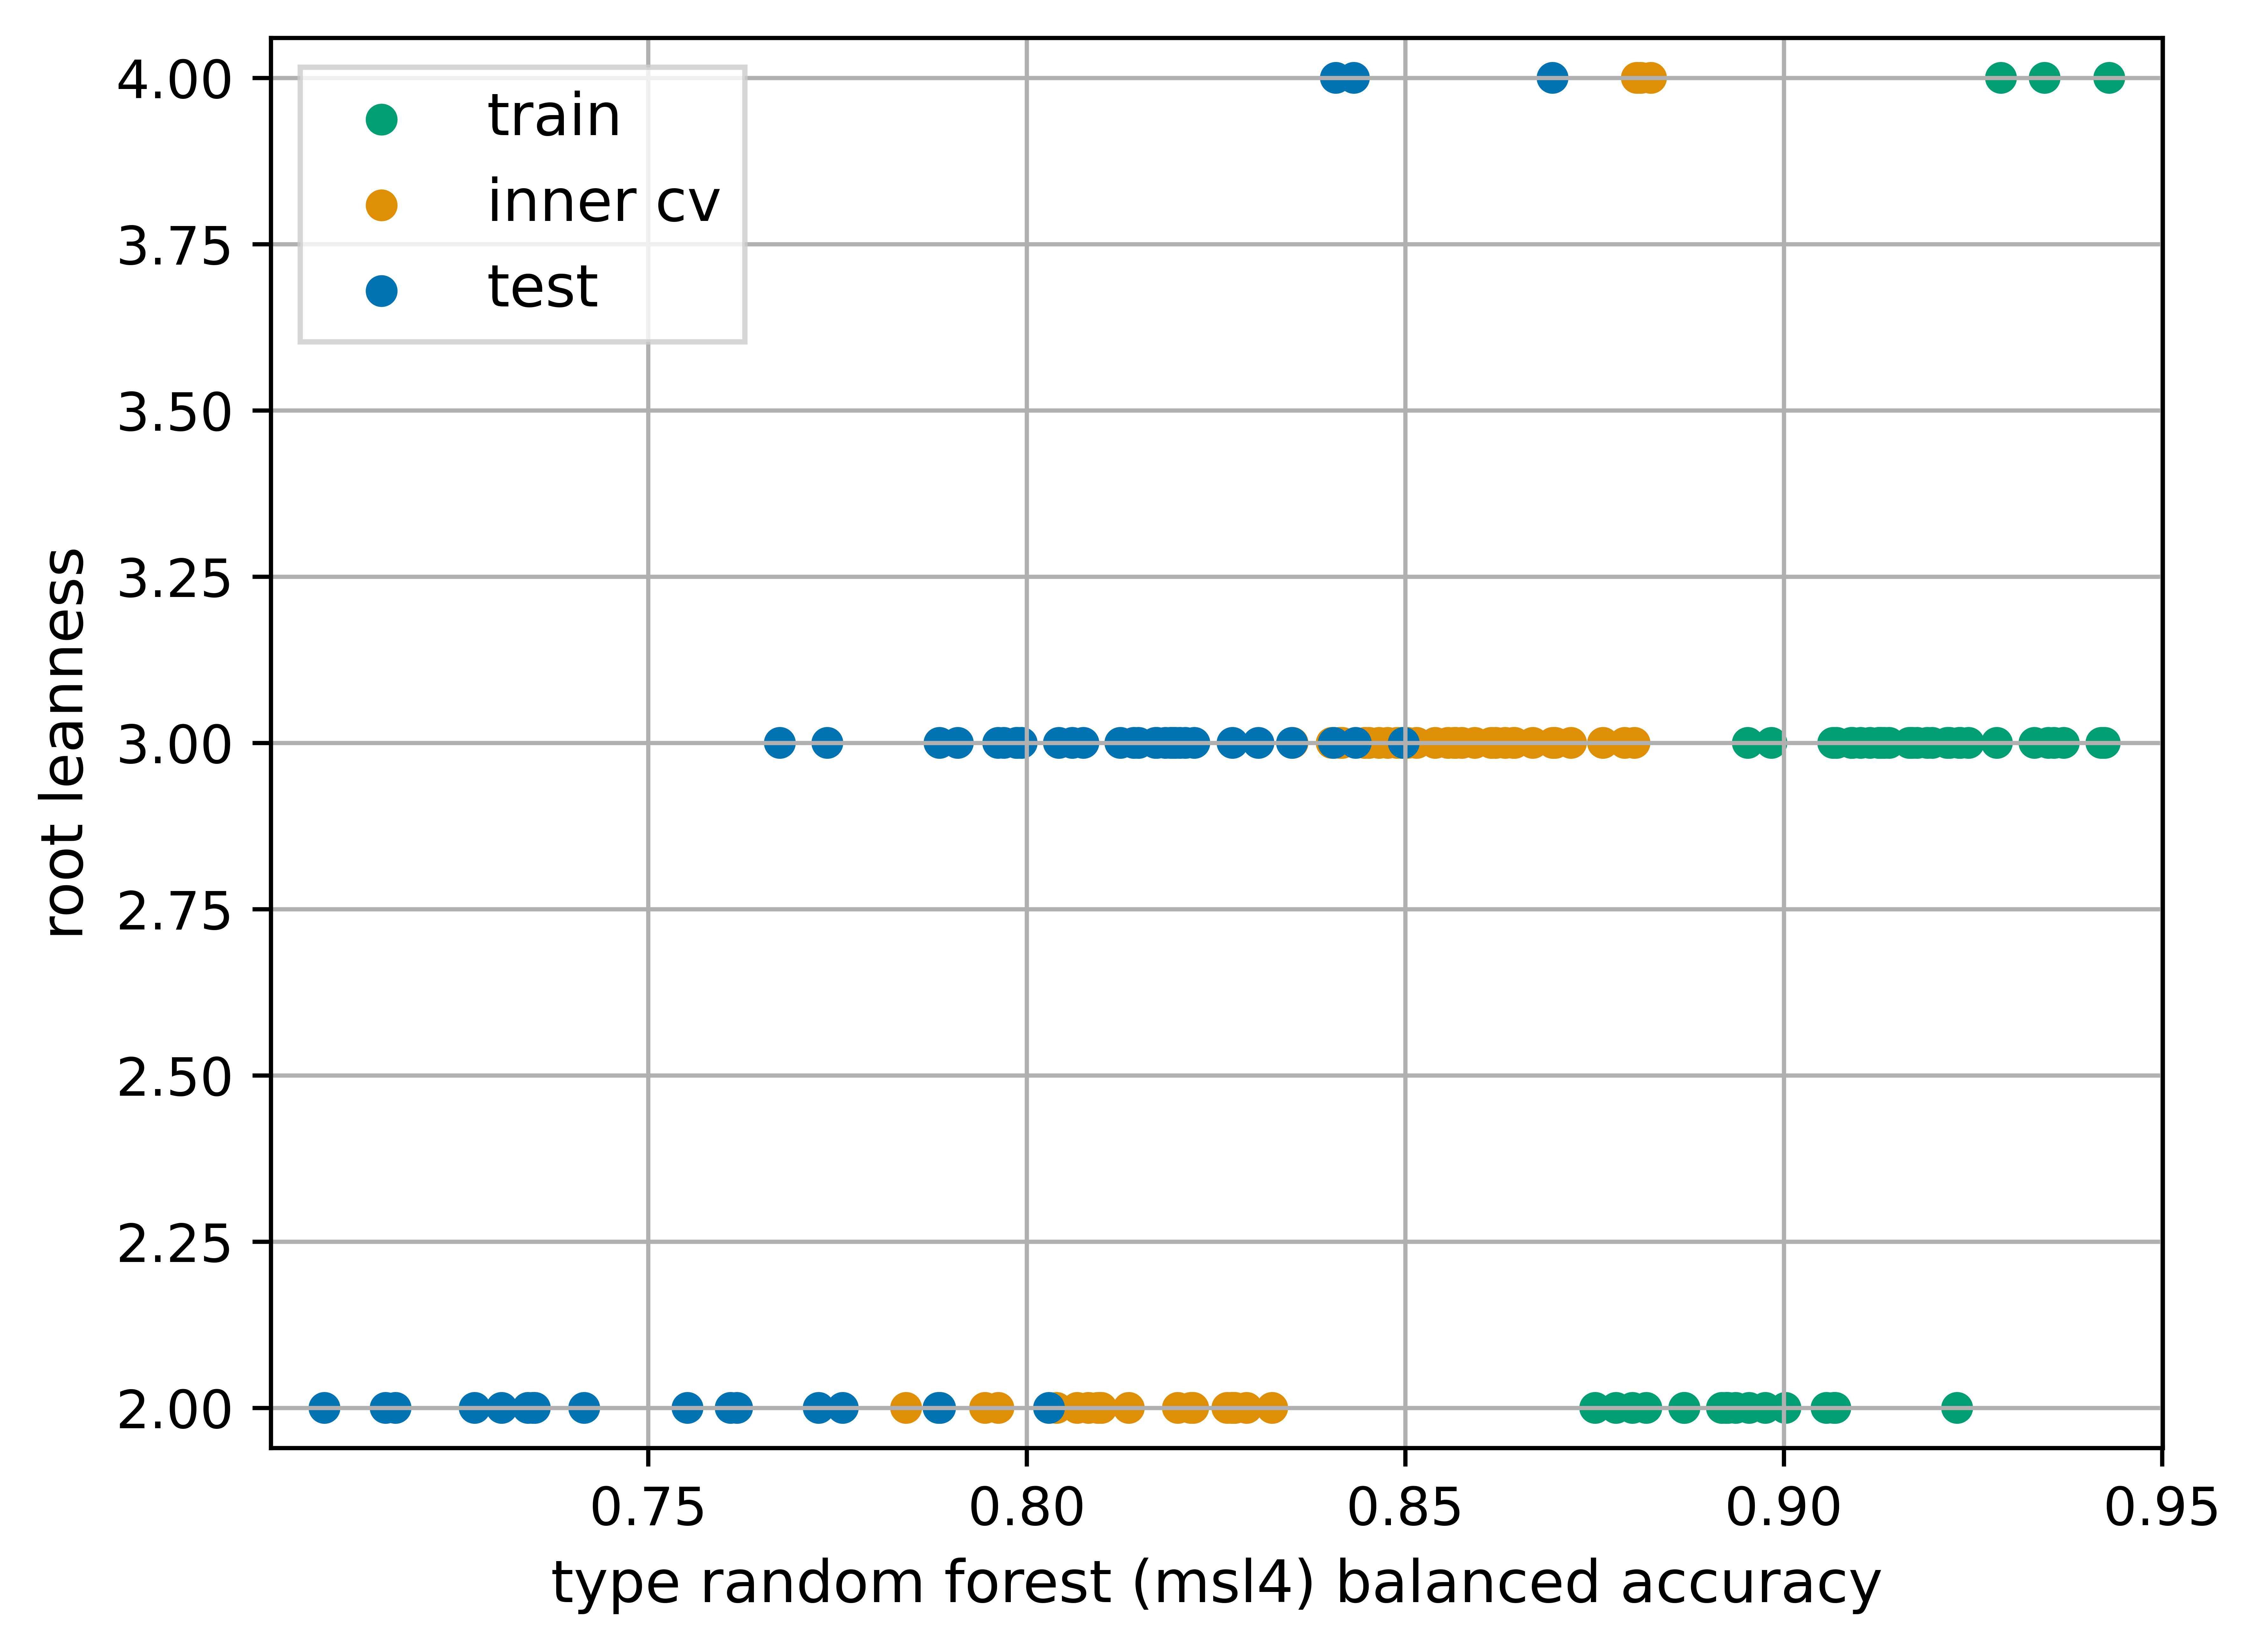 train
inner cv
test
4.00
3.75
3.50
3.25
3.00
2.75
2.50
2.25
2.00
root leanness
0.75
0.80
0.85
0.90
0.95
type random forest (msl4) balanced accuracy